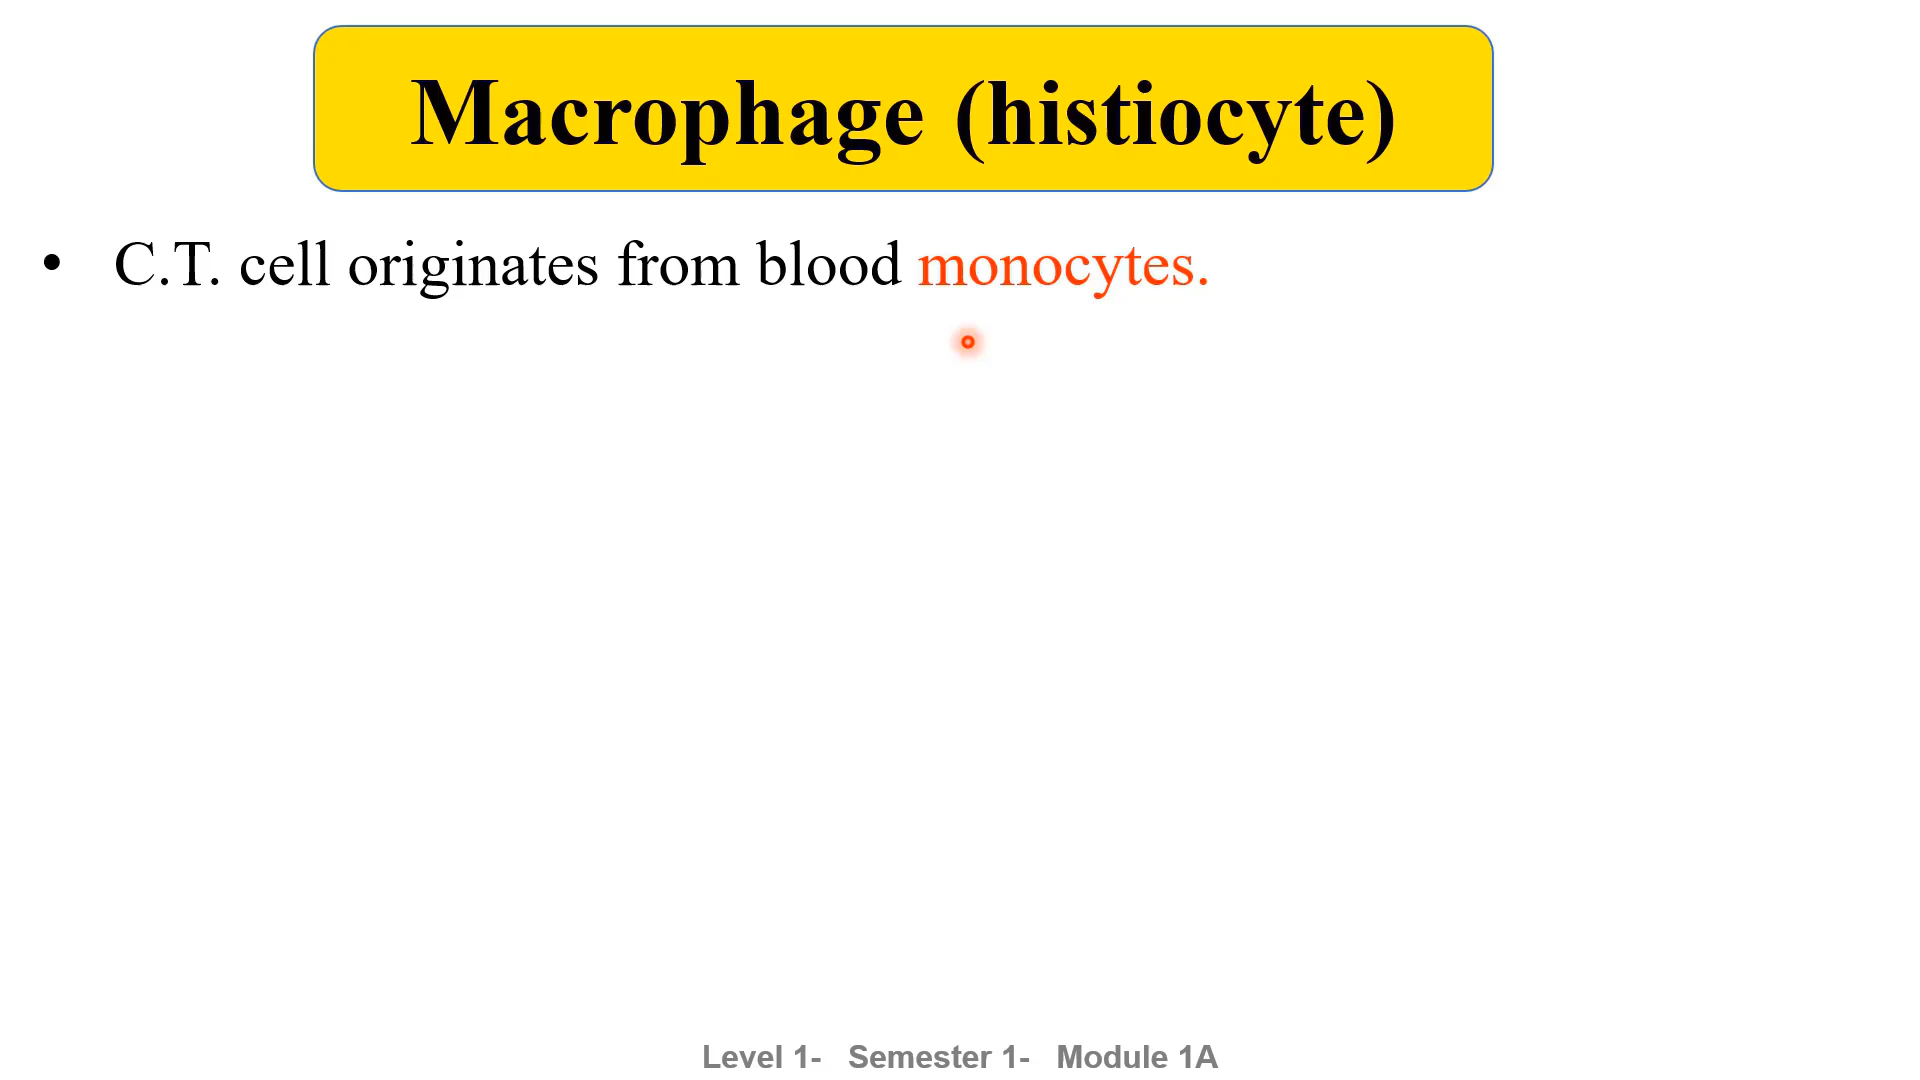 Macrophage (histiocyte)
• C.T. cell originates from blood monocytes.
Level 1- Semester 1- Module 1A